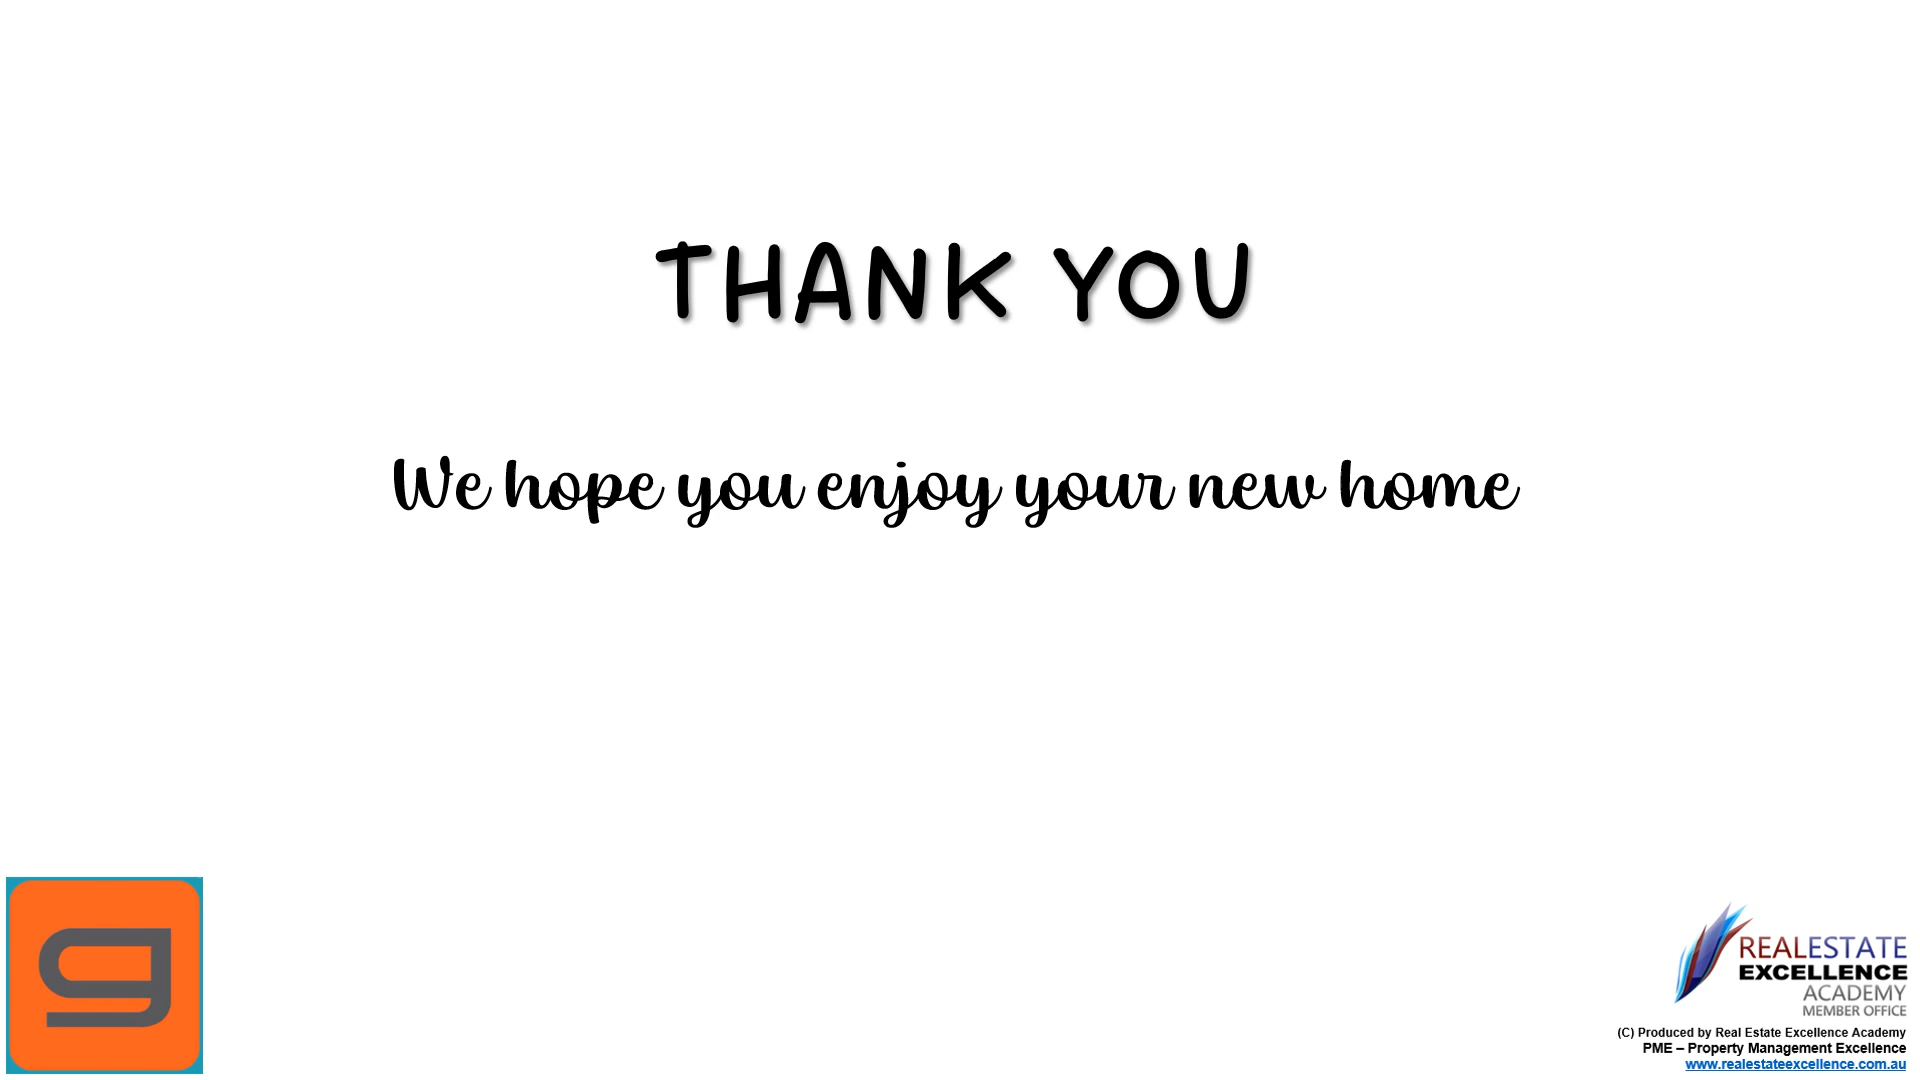 THANK YOU
We hope you enjoy your new home
g
REALESTATE
EXCELLENCE
ACADEMY
MEMBER OFFICE
(C) Produced by Real Estate Excellence Academy
PME – Property Management Excellence
www.realestateexcellence.com.au